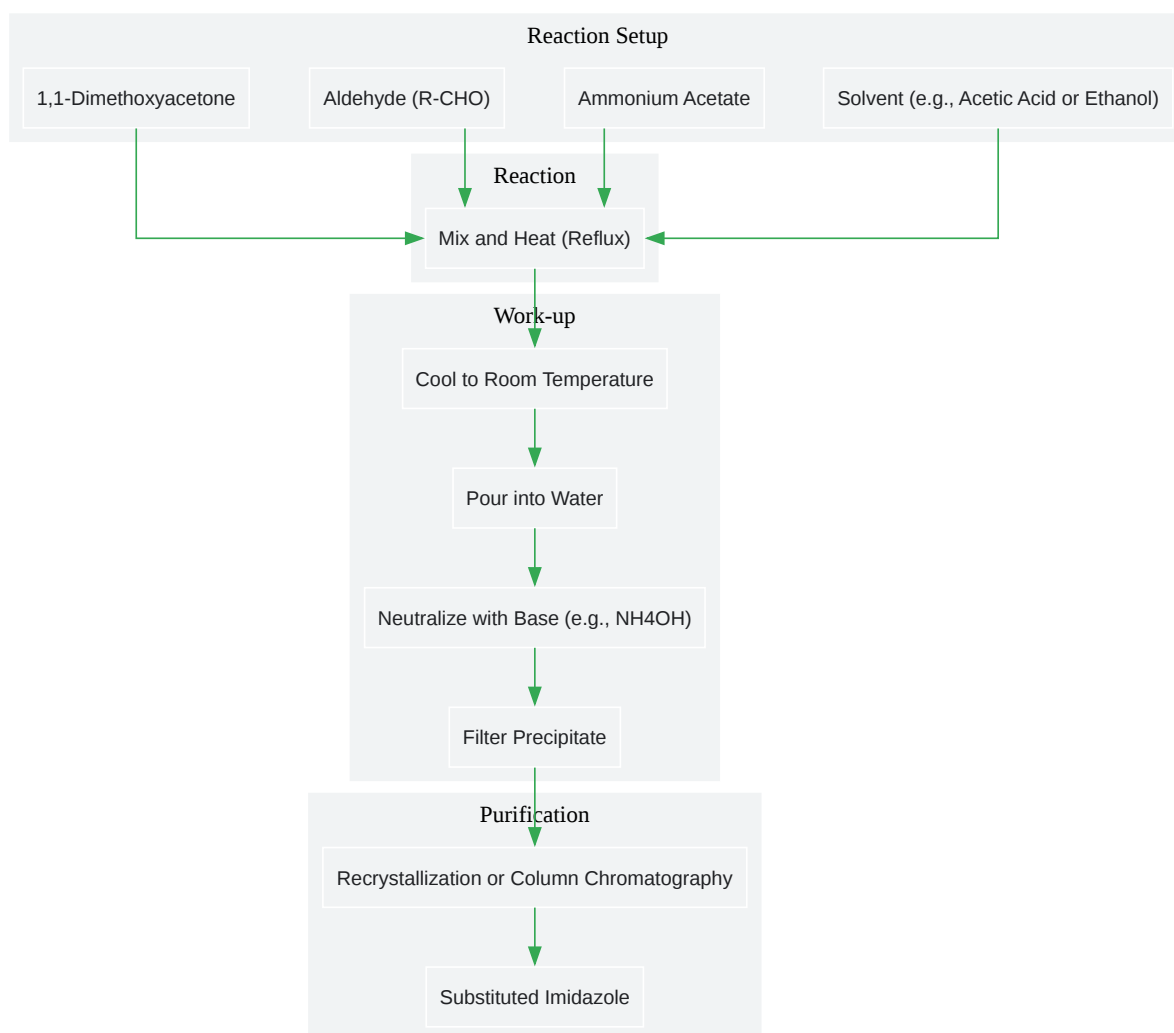 Reaction Setup
1,1-Dimethoxyacetone
Aldehyde (R-CHO)
Ammonium Acetate
Solvent (e.g., Acetic Acid or Ethanol)
Reaction
Mix and Heat (Reflux)
Work-up
Cool to Room Temperature
Pour into Water
Neutralize with Base (e.g., NH4OH)
Filter Precipitate
Purification
Recrystallization or Column Chromatography
Substituted Imidazole